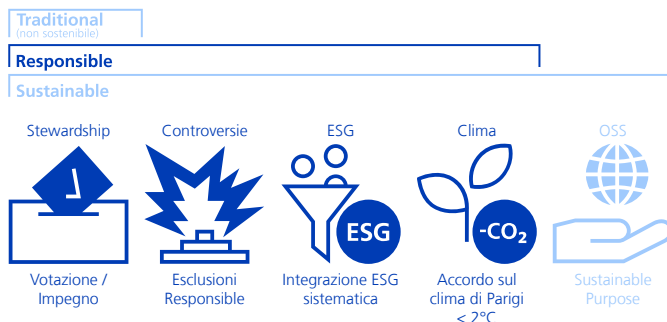 Traditional
(non sostenibile)
Responsible
Sustainable
Stewardship Controversie ESG Clima OSS
ESG -CO₂
Votazione / Esclusioni Integrazione ESG Accordo sul Sustainable
Impegno Responsible sistematica clima di Parigi Purpose
< 2°C